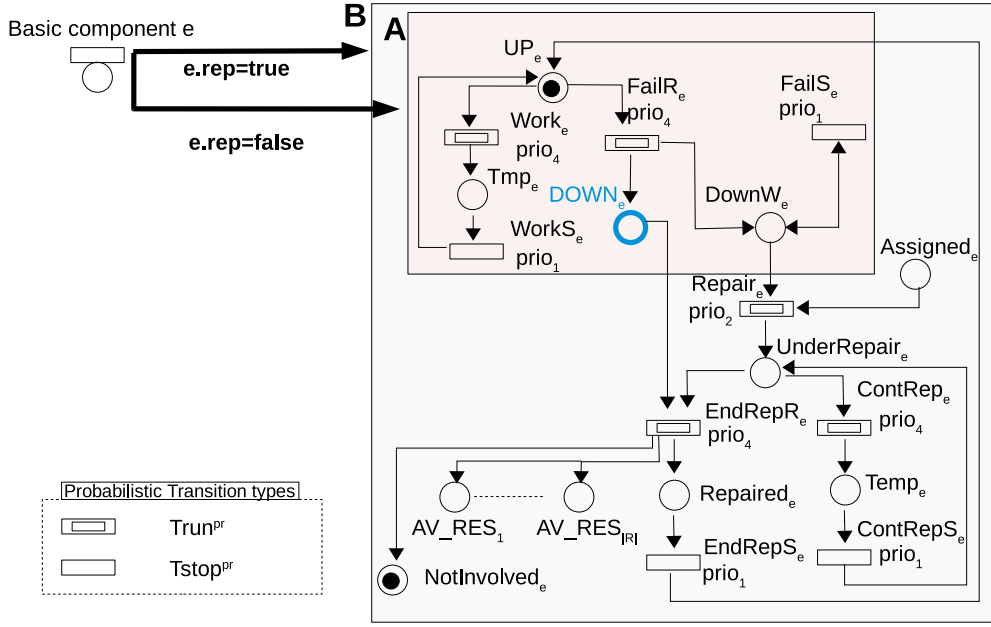 Basic component e
e.rep=true
e.rep=false
B
A
UPₑ
FailRₑ
prio₄
FailSₑ
prio₁
Workₑ
prio₄
Tmpₑ
DOWNₑ
DownWₑ
WorkSₑ
prio₁
Assignedₑ
Repairₑ
prio₂
UnderRepairₑ
ContRepₑ
prio₄
EndRepRₑ
prio₄
Repairedₑ
Tempₑ
AV_RES₁
AV_RES|R|
EndRepSₑ
prio₁
ContRepSₑ
prio₁
NotInvolvedₑ
Probabilistic Transition types
Trunᵖʳ
Tstopᵖʳ